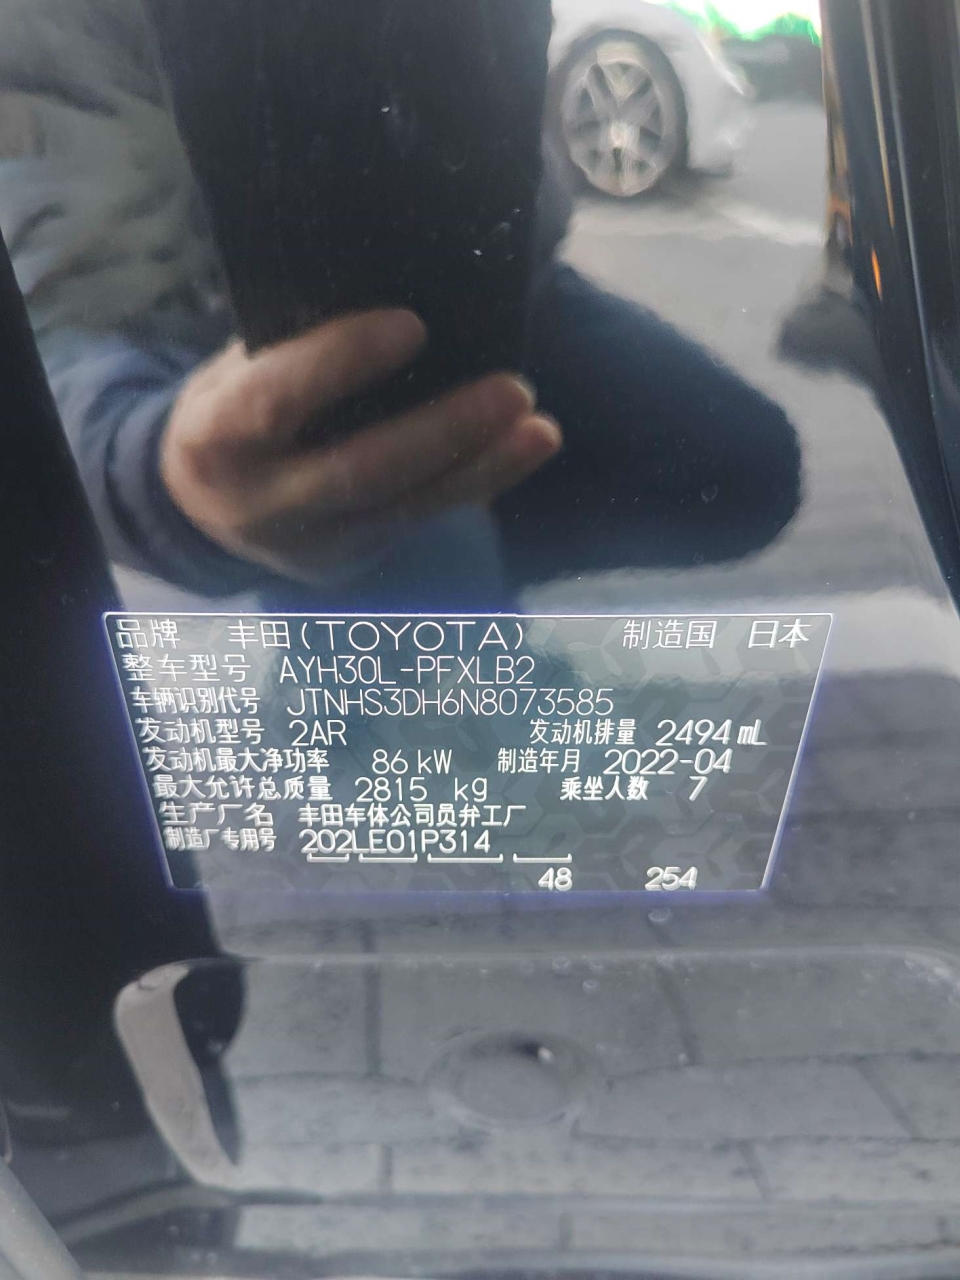 品牌 丰田(TOYOTA) 制造国 日本
整车型号 AYH30L-PFXLB2
车辆识别代号 JTNHS3DH6N8073585
发动机型号 2AR 发动机排量 2494 mL
发动机最大净功率 86 kW 制造年月 2022-04
最大允许总质量 2815 kg 乘坐人数 7
生产厂名 丰田车体公司员弁工厂
制造厂专用号 202LE01P314
48 254